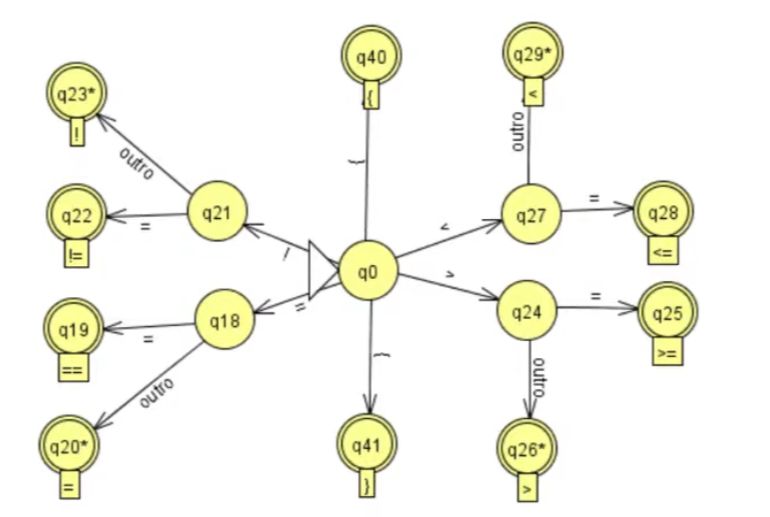 q40
{
q29*
<
q23*
!
outro
outro
{
q22
!=
=
q21
!
<
q27
=
q28
<=
q0
>
q19
==
=
q18
=
}
q24
=
q25
>=
outro
outro
q20*
=
q41
}
q26*
>